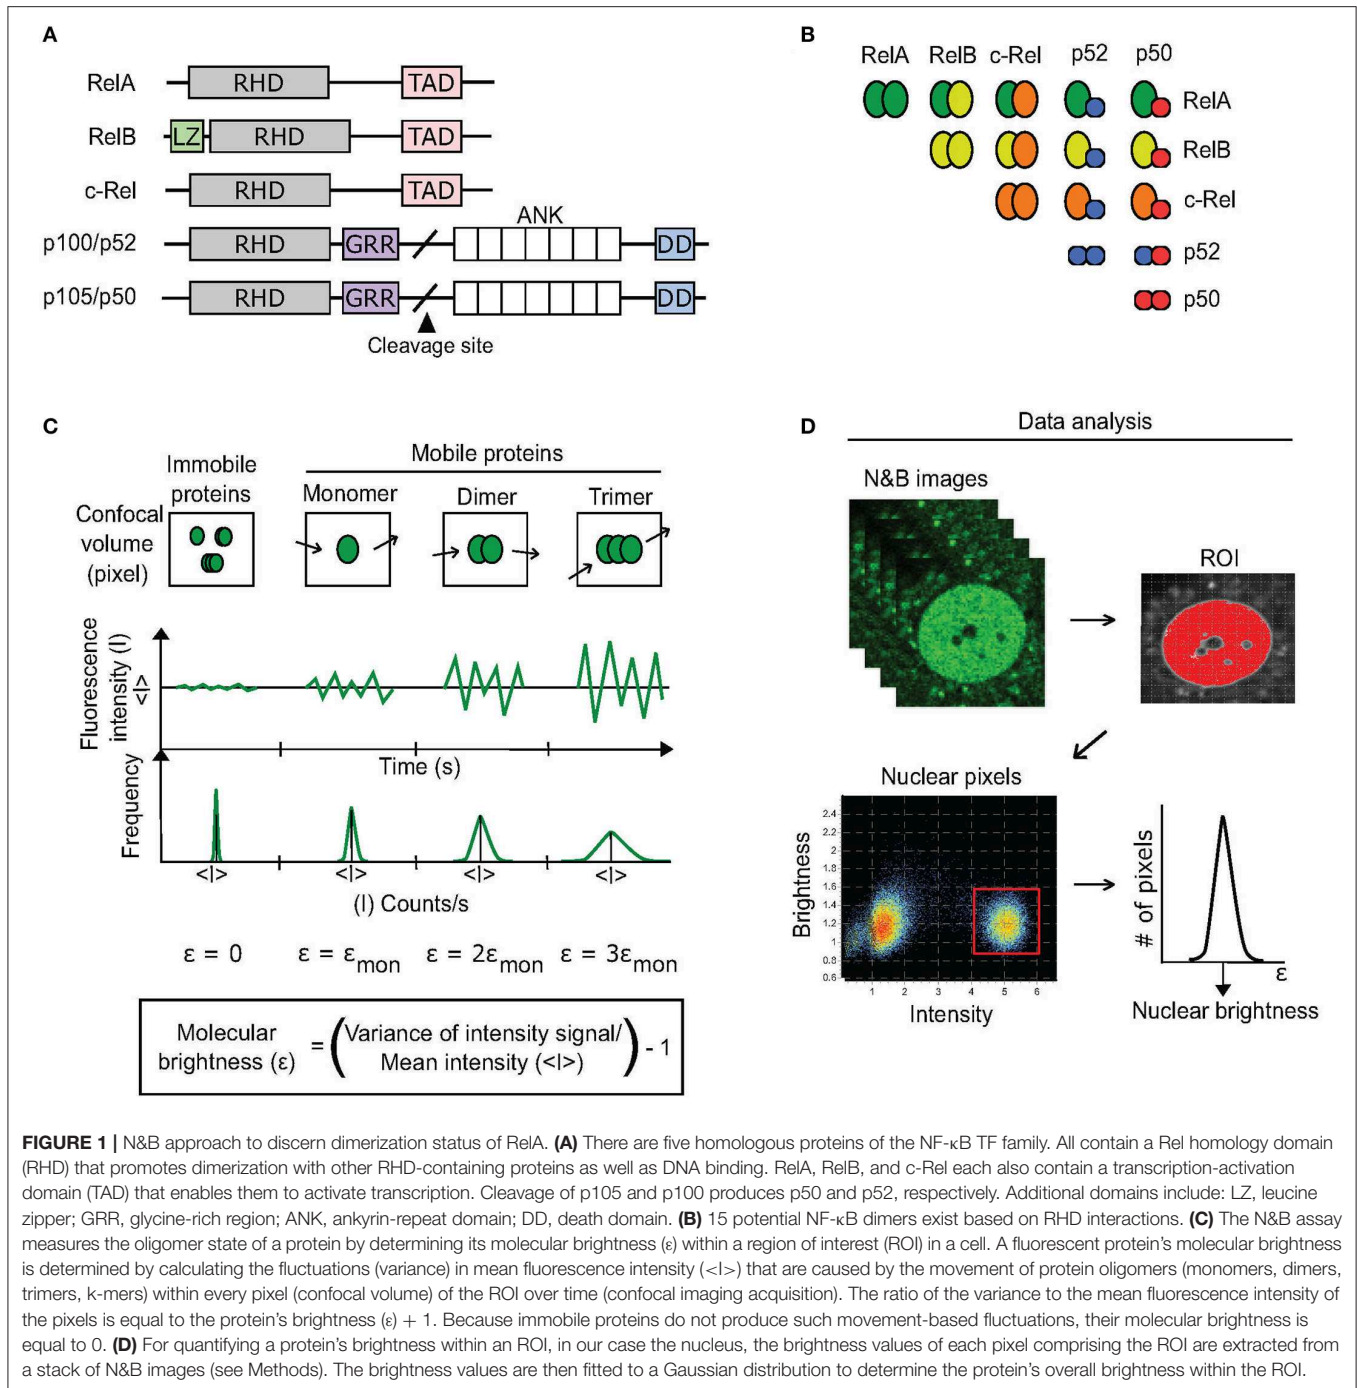 A
RelA RHD TAD
RelB LZ RHD TAD
c-Rel RHD TAD
ANK
p100/p52 RHD GRR DD
p105/p50 RHD GRR DD
Cleavage site
B
RelA RelB c-Rel p52 p50
RelA
RelB
c-Rel
p52
p50
C
Immobile
proteins
Mobile proteins
Monomer Dimer Trimer
Confocal
volume
(pixel)
Fluorescence
intensity (I)
<I>
Time (s)
Frequency
<I> <I> <I> <I>
(I) Counts/s
ε = 0 ε = εmon ε = 2εmon ε = 3εmon
Molecular
brightness (ε)
= (Variance of intensity signal/
Mean intensity (<I>)) - 1
D
Data analysis
N&B images
ROI
Nuclear pixels
Brightness
2.4
2.2
2
1.8
1.6
1.4
1.2
1
0.8
0.6
1 2 3 4 5 6
Intensity
# of pixels
ε
Nuclear brightness
FIGURE 1 | N&B approach to discern dimerization status of RelA. (A) There are five homologous proteins of the NF-κB TF family. All contain a Rel homology domain
(RHD) that promotes dimerization with other RHD-containing proteins as well as DNA binding. RelA, RelB, and c-Rel each also contain a transcription-activation
domain (TAD) that enables them to activate transcription. Cleavage of p105 and p100 produces p50 and p52, respectively. Additional domains include: LZ, leucine
zipper; GRR, glycine-rich region; ANK, ankyrin-repeat domain; DD, death domain. (B) 15 potential NF-κB dimers exist based on RHD interactions. (C) The N&B assay
measures the oligomer state of a protein by determining its molecular brightness (ε) within a region of interest (ROI) in a cell. A fluorescent protein's molecular brightness
is determined by calculating the fluctuations (variance) in mean fluorescence intensity (<I>) that are caused by the movement of protein oligomers (monomers, dimers,
trimers, k-mers) within every pixel (confocal volume) of the ROI over time (confocal imaging acquisition). The ratio of the variance to the mean fluorescence intensity of
the pixels is equal to the protein's brightness (ε) + 1. Because immobile proteins do not produce such movement-based fluctuations, their molecular brightness is
equal to 0. (D) For quantifying a protein's brightness within an ROI, in our case the nucleus, the brightness values of each pixel comprising the ROI are extracted from
a stack of N&B images (see Methods). The brightness values are then fitted to a Gaussian distribution to determine the protein's overall brightness within the ROI.